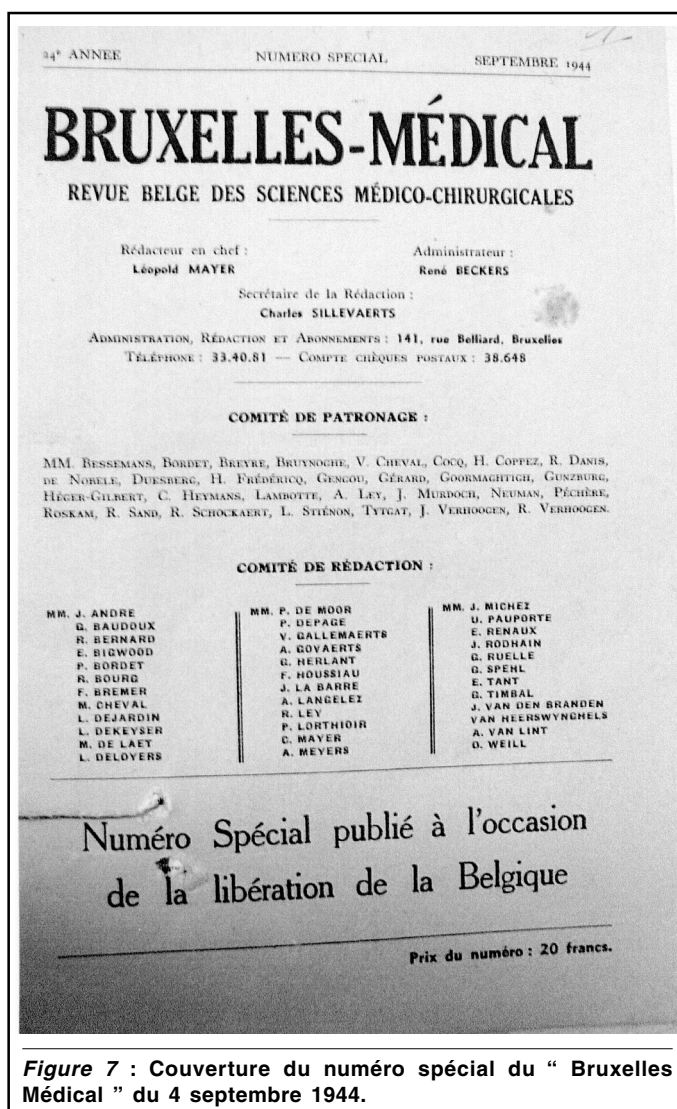 24e ANNEE NUMERO SPECIAL SEPTEMBRE 1944
BRUXELLES-MÉDICAL
REVUE BELGE DES SCIENCES MÉDICO-CHIRURGICALES
Rédacteur en chef : Administrateur :
Léopold MAYER René BECKERS
Secrétaire de la Rédaction :
Charles SILLEVAERTS
ADMINISTRATION, RÉDACTION ET ABONNEMENTS : 141, rue Belliard, Bruxelles
TÉLÉPHONE : 33.40.81 — COMPTE CHÈQUES POSTAUX : 38.648
COMITÉ DE PATRONAGE :
MM. BESSEMANS, BORDET, BREYRE, BRUYNOGHE, V. CHEVAL, COCQ, H. COPPEZ, R. DANIS,
DE NOBELE, DUESBERG, H. FRÉDÉRICQ, GENGOU, GÉRARD, GOORMAGHTIGH, GUNZBURG,
HÉGER-GILBERT, C. HEYMANS, LAMBOTTE, A. LEY, J. MURDOCH, NEUMAN, PÉCHÈRE,
ROSKAM, R. SAND, R. SCHOCKAERT, L. STIÉNON, TYTGAT, J. VERHOOGEN, R. VERHOOGEN.
COMITÉ DE RÉDACTION :
MM. J. ANDRE
G. BAUDOUX
R. BERNARD
E. BIGWOOD
P. BORDET
R. BOURG
F. BREMER
M. CHEVAL
L. DEJARDIN
L. DEKEYSER
M. DE LAET
L. DELOYERS
MM. P. DE MOOR
P. DEPAGE
V. GALLEMAERTS
A. GOVAERTS
G. HERLANT
F. HOUSSIAU
J. LA BARRE
A. LANGELEZ
R. LEY
P. LORTHIOIR
C. MAYER
A. MEYERS
MM. J. MICHEZ
U. PAUPORTE
E. RENAUX
J. RODHAIN
G. RUELLE
G. SPEHL
E. TANT
G. TIMBAL
J. VAN DEN BRANDEN
VAN HEERSWYNGHELS
A. VAN LINT
O. WEILL
Numéro Spécial publié à l'occasion
de la libération de la Belgique
Prix du numéro : 20 francs.
Figure 7 : Couverture du numéro spécial du “ Bruxelles
Médical ” du 4 septembre 1944.